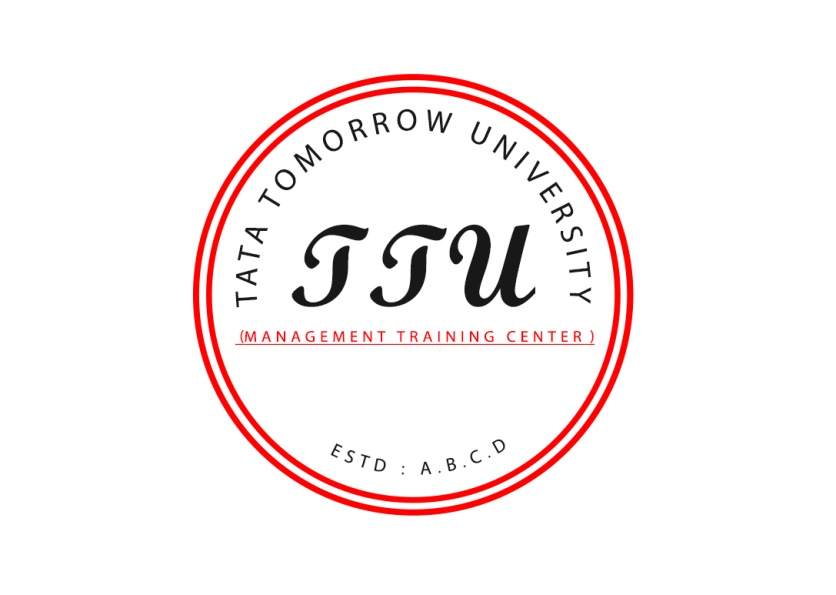 TATA TOMORROW UNIVERSITY
TTU
(MANAGEMENT TRAINING CENTER)
ESTD : A.B.C.D